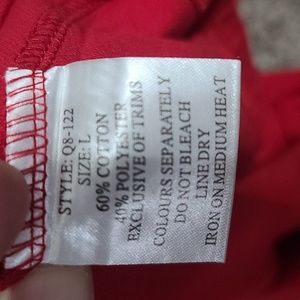 STYLE: 08-122
SIZE: L
60% COTTON
40% POLYESTER
EXCLUSIVE OF TRIMS
COLOURS SEPARATELY
DO NOT BLEACH
LINE DRY
IRON ON MEDIUM HEAT